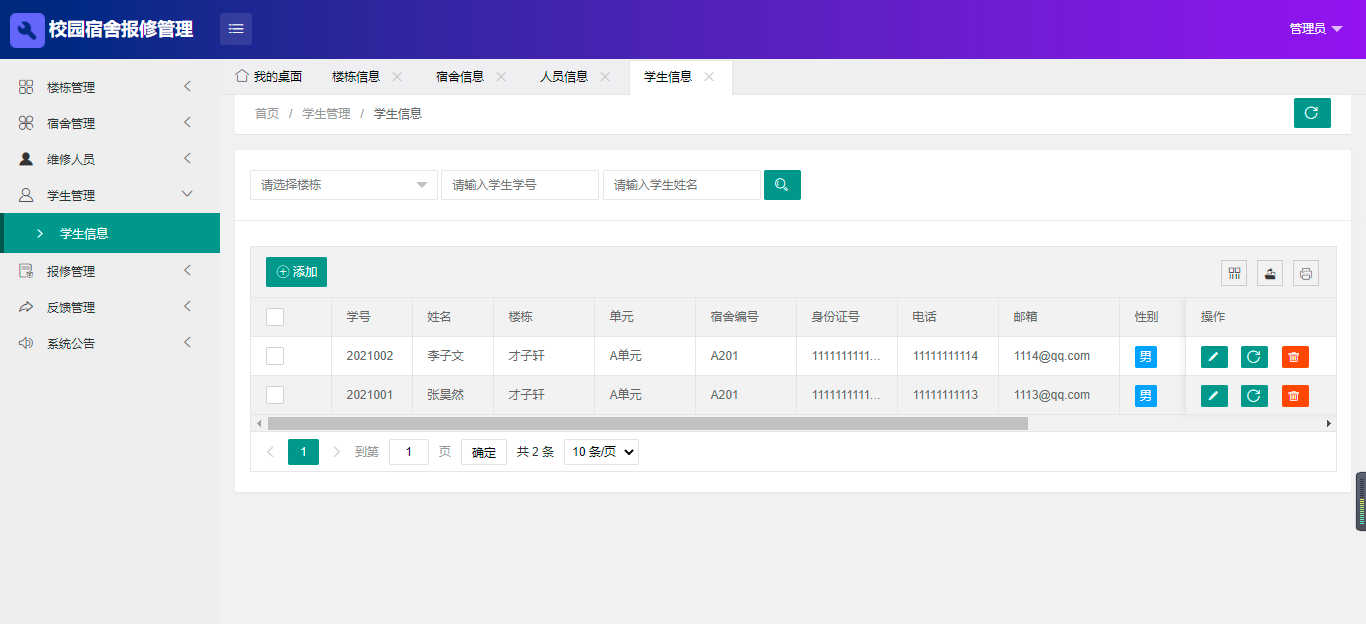 校园宿舍报修管理
管理员
楼栋管理
宿舍管理
维修人员
学生管理
学生信息
报修管理
反馈管理
系统公告
我的桌面 楼栋信息 宿舍信息 人员信息 学生信息
首页 / 学生管理 / 学生信息
请选择楼栋 请输入学生学号 请输入学生姓名
添加
学号 姓名 楼栋 单元 宿舍编号 身份证号 电话 邮箱 性别 操作
2021002 李子文 才子轩 A单元 A201 1111111111... 11111111114 1114@qq.com 男
2021001 张昊然 才子轩 A单元 A201 1111111111... 11111111113 1113@qq.com 男
1 到第 1 页 确定 共 2 条 10 条/页